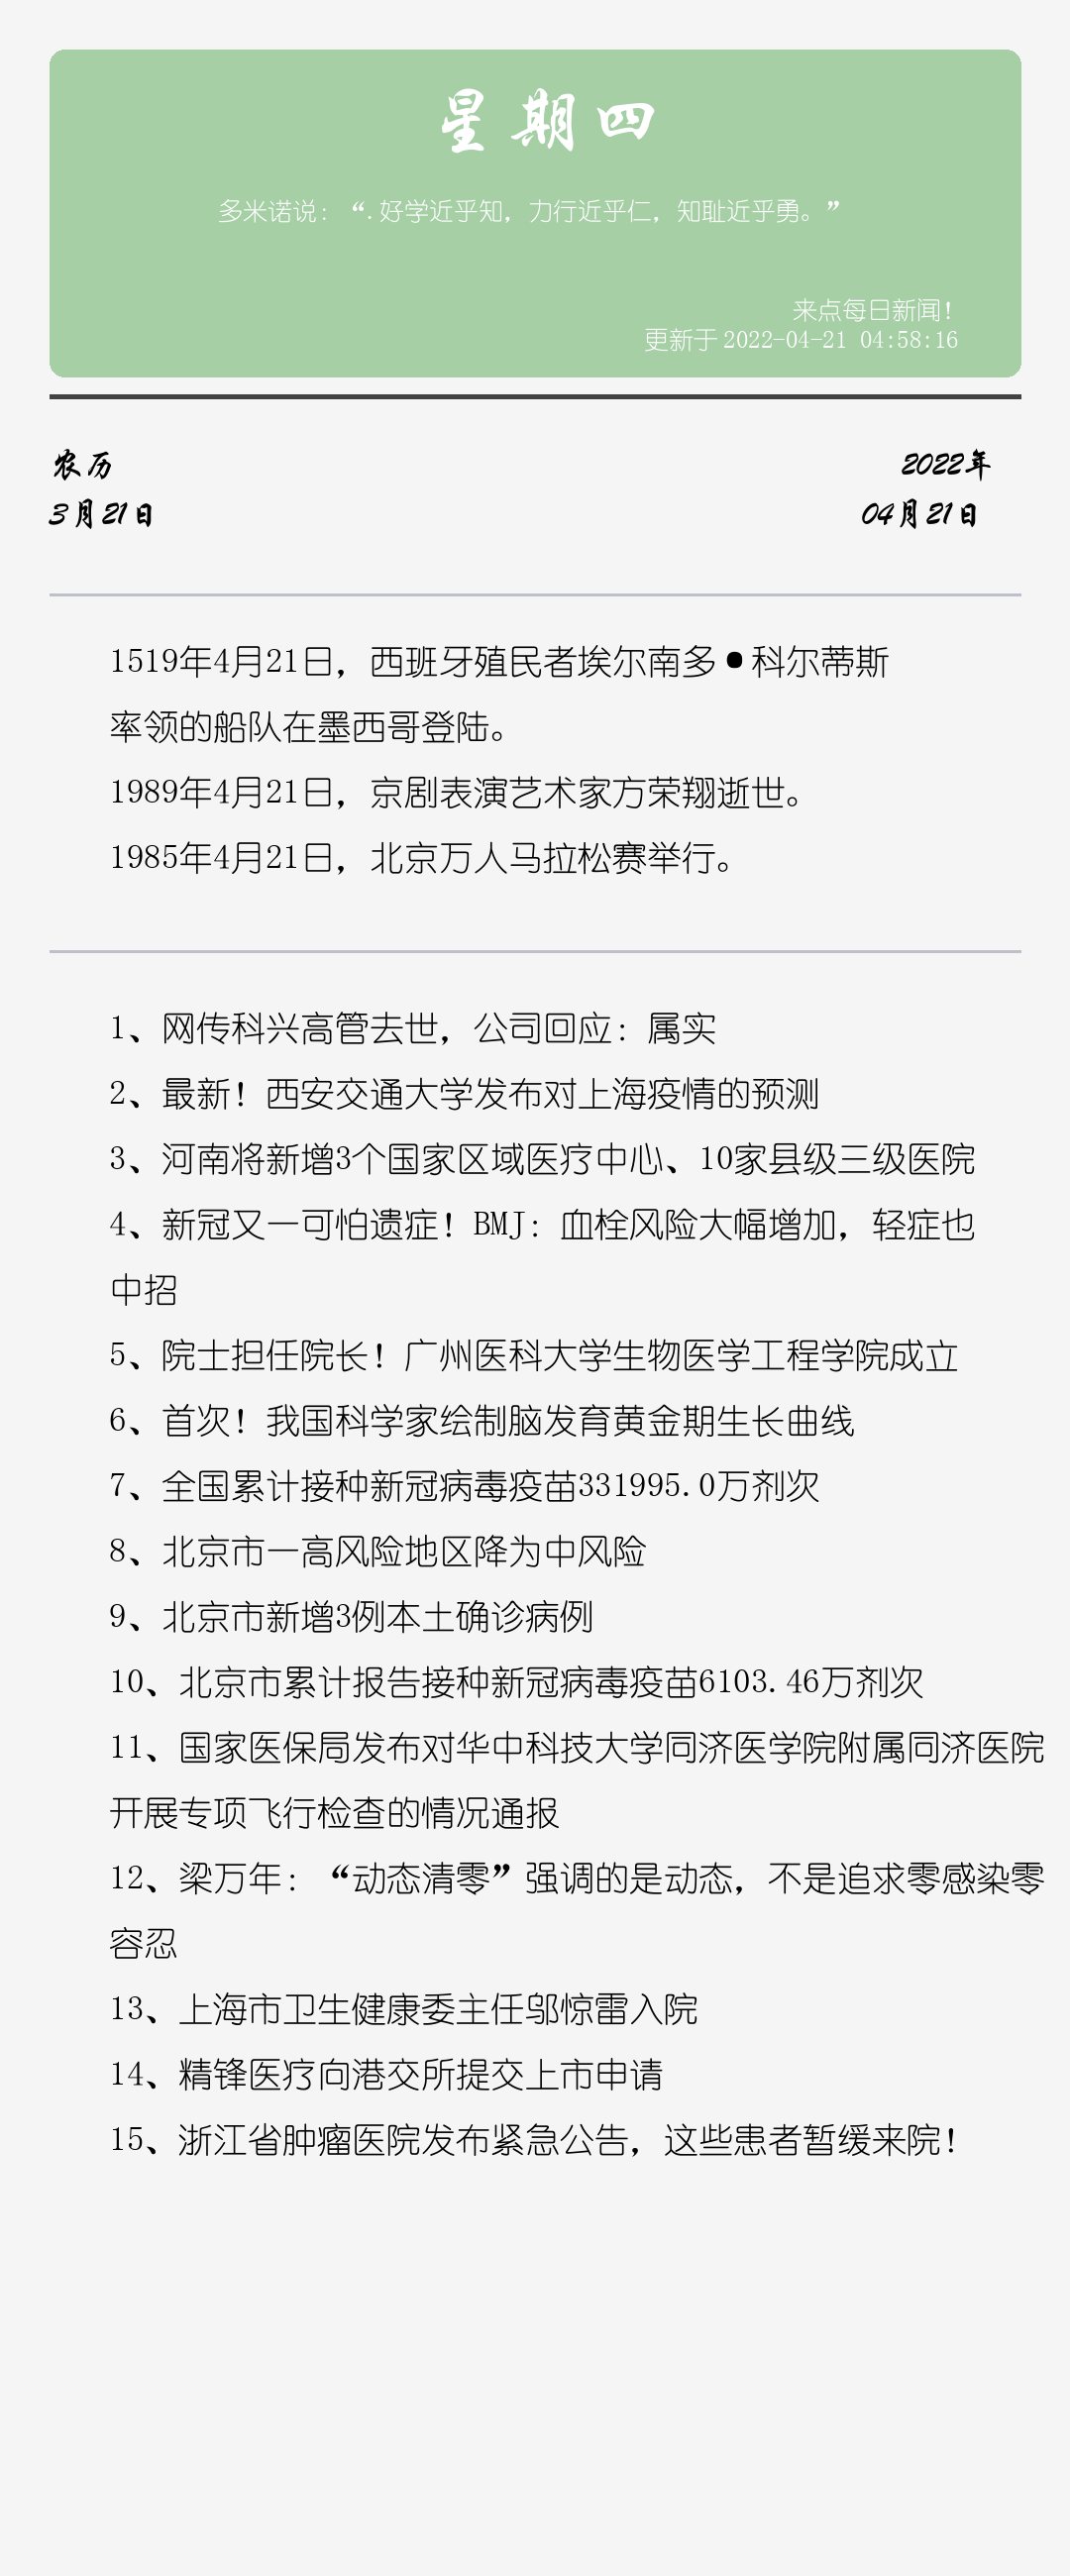 星期四
多米诺说：“.好学近乎知，力行近乎仁，知耻近乎勇。”
来点每日新闻！
更新于2022-04-21 04:58:16
农历
2022年
3月21日
04月21日
1519年4月21日，西班牙殖民者埃尔南多•科尔蒂斯
率领的船队在墨西哥登陆。
1989年4月21日，京剧表演艺术家方荣翔逝世。
1985年4月21日，北京万人马拉松赛举行。
1、网传科兴高管去世，公司回应：属实
2、最新！西安交通大学发布对上海疫情的预测
3、河南将新增3个国家区域医疗中心、10家县级三级医院
4、新冠又一可怕遗症！BMJ：血栓风险大幅增加，轻症也
中招
5、院士担任院长！广州医科大学生物医学工程学院成立
6、首次！我国科学家绘制脑发育黄金期生长曲线
7、全国累计接种新冠病毒疫苗331995.0万剂次
8、北京市一高风险地区降为中风险
9、北京市新增3例本土确诊病例
10、北京市累计报告接种新冠病毒疫苗6103.46万剂次
11、国家医保局发布对华中科技大学同济医学院附属同济医院
开展专项飞行检查的情况通报
12、梁万年：“动态清零”强调的是动态，不是追求零感染零
容忍
13、上海市卫生健康委主任邬惊雷入院
14、精锋医疗向港交所提交上市申请
15、浙江省肿瘤医院发布紧急公告，这些患者暂缓来院！